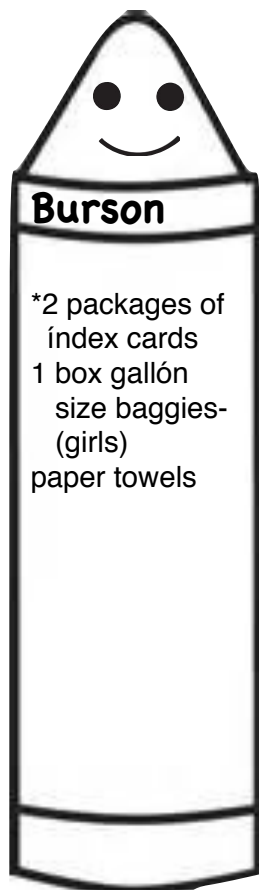 Burson
*2 packages of
índex cards
1 box gallón
size baggies-
(girls)
paper towels